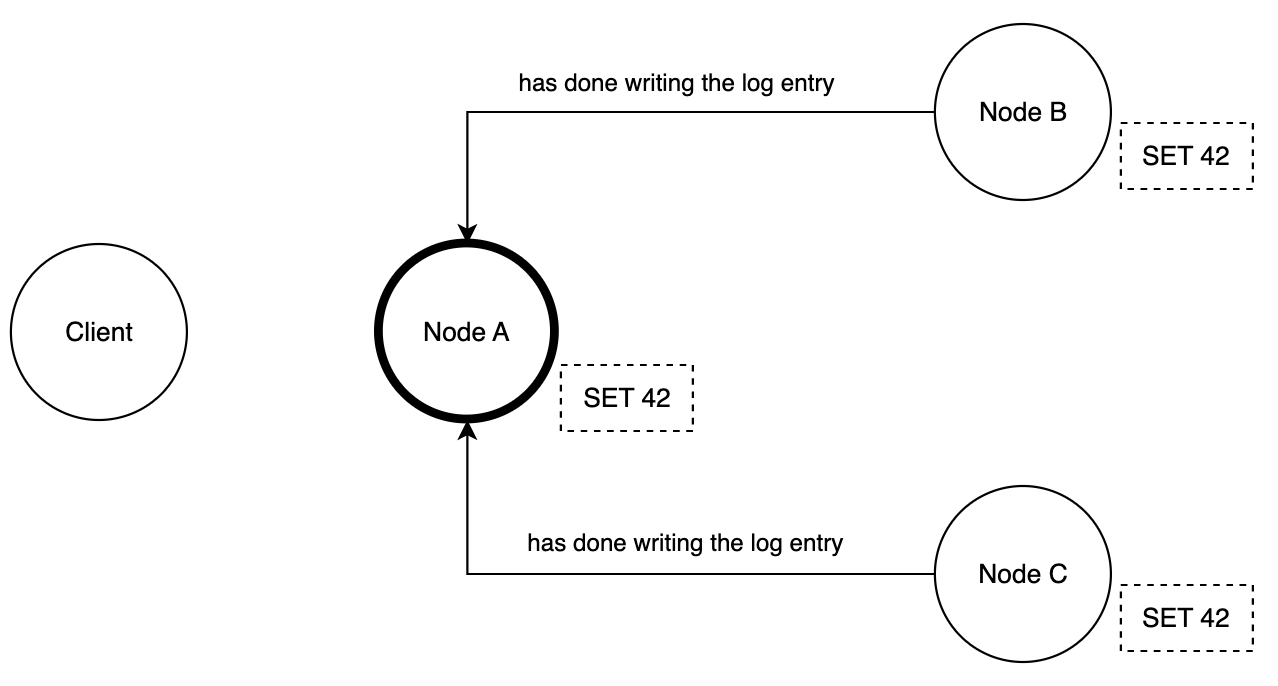 has done writing the log entry
Node B
SET 42
Client
Node A
SET 42
has done writing the log entry
Node C
SET 42